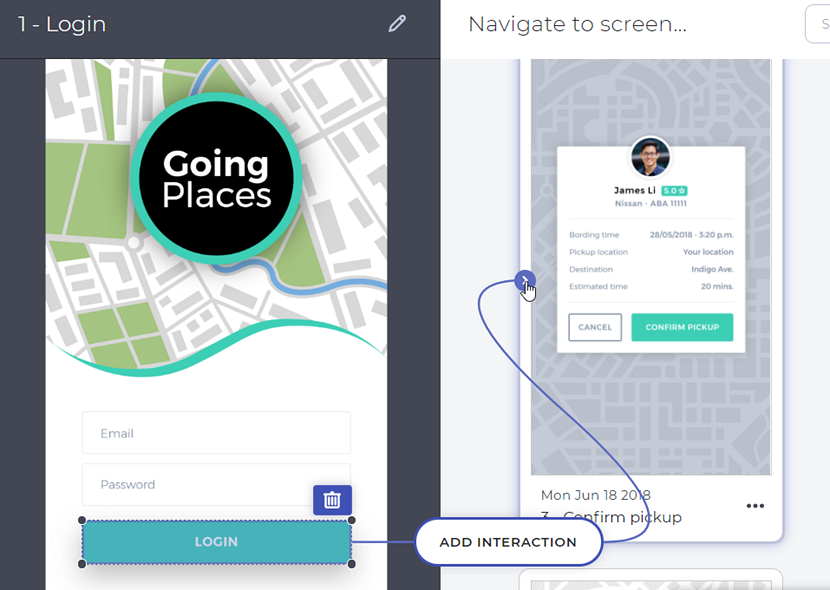 1 - Login
Navigate to screen...
Going
Places
James Li 5.0
Nissan - ABA 11111
Bording time 28/05/2018 - 3:20 p.m.
Pickup location Your location
Destination Indigo Ave.
Estimated time 20 mins.
CANCEL CONFIRM PICKUP
Email
Password
LOGIN
ADD INTERACTION
Mon Jun 18 2018
3 - Confirm pickup